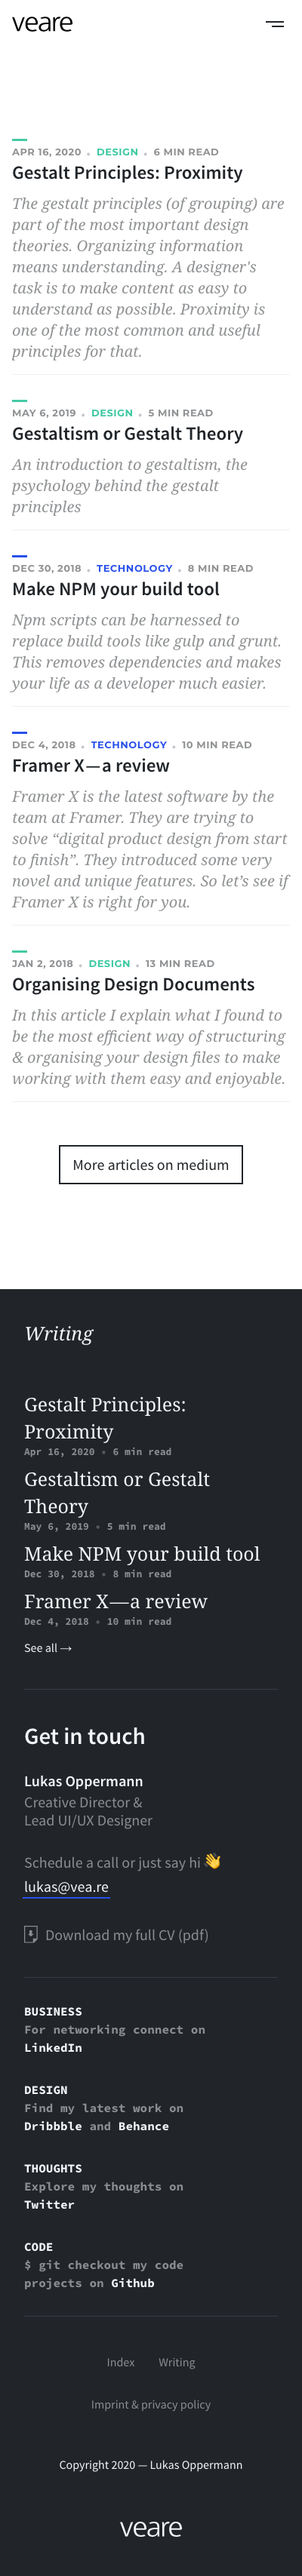 veare
APR 16, 2020 • DESIGN • 6 MIN READ
Gestalt Principles: Proximity
The gestalt principles (of grouping) are
part of the most important design
theories. Organizing information
means understanding. A designer's
task is to make content as easy to
understand as possible. Proximity is
one of the most common and useful
principles for that.
MAY 6, 2019 • DESIGN • 5 MIN READ
Gestaltism or Gestalt Theory
An introduction to gestaltism, the
psychology behind the gestalt
principles
DEC 30, 2018 • TECHNOLOGY • 8 MIN READ
Make NPM your build tool
Npm scripts can be harnessed to
replace build tools like gulp and grunt.
This removes dependencies and makes
your life as a developer much easier.
DEC 4, 2018 • TECHNOLOGY • 10 MIN READ
Framer X—a review
Framer X is the latest software by the
team at Framer. They are trying to
solve “digital product design from start
to finish”. They introduced some very
novel and unique features. So let’s see if
Framer X is right for you.
JAN 2, 2018 • DESIGN • 13 MIN READ
Organising Design Documents
In this article I explain what I found to
be the most efficient way of structuring
& organising your design files to make
working with them easy and enjoyable.
More articles on medium
Writing
Gestalt Principles:
Proximity
Apr 16, 2020 • 6 min read
Gestaltism or Gestalt
Theory
May 6, 2019 • 5 min read
Make NPM your build tool
Dec 30, 2018 • 8 min read
Framer X—a review
Dec 4, 2018 • 10 min read
See all →
Get in touch
Lukas Oppermann
Creative Director &
Lead UI/UX Designer
Schedule a call or just say hi 👋
lukas@vea.re
Download my full CV (pdf)
BUSINESS
For networking connect on
LinkedIn
DESIGN
Find my latest work on
Dribbble and Behance
THOUGHTS
Explore my thoughts on
Twitter
CODE
$ git checkout my code
projects on Github
Index Writing
Imprint & privacy policy
Copyright 2020 — Lukas Oppermann
veare